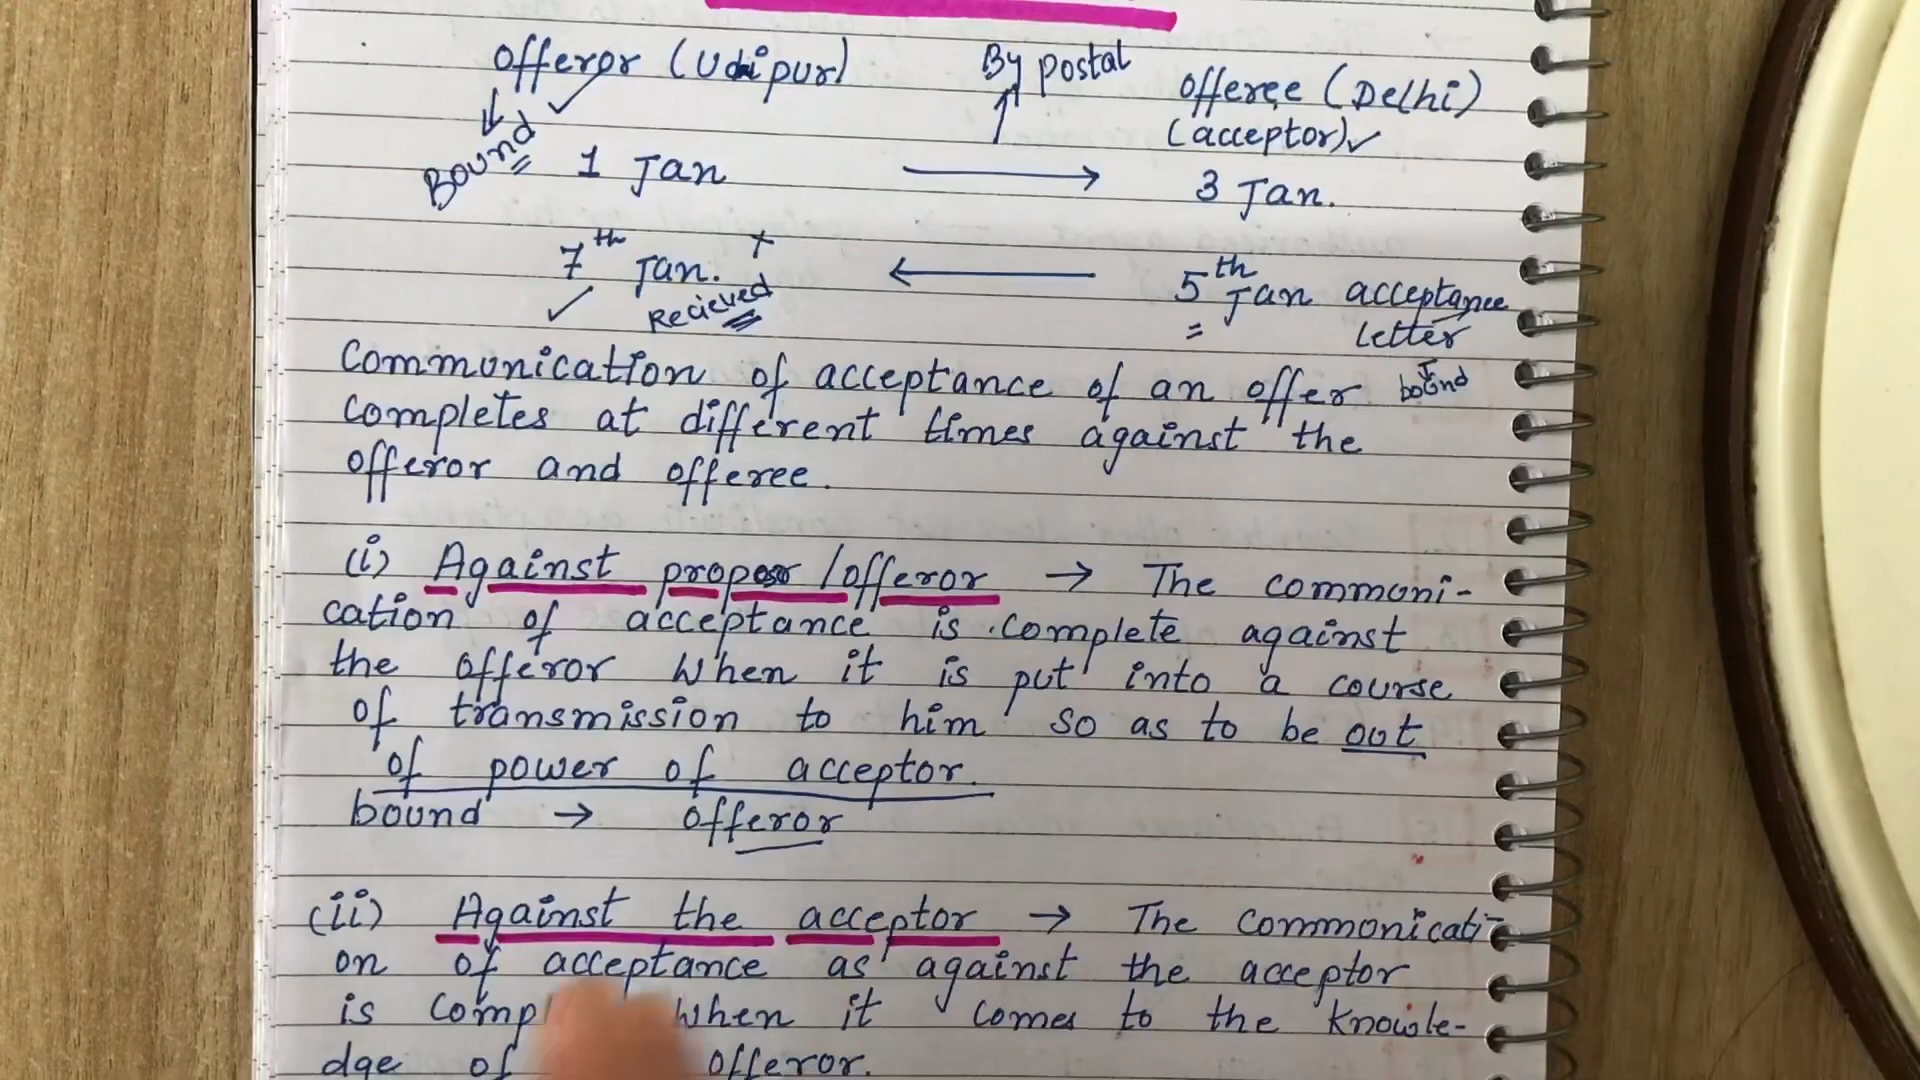 offeror (Udipur)
By postal
offeree (Delhi)
(acceptor)✓
Bound
1 Jan
3 Jan.
7th Jan.
Recieved
5th Jan acceptance
letter
bound
Communication of acceptance of an offer
completes at different times against the
offeror and offeree.
(i) Against propos /offeror → The communi-
cation of acceptance is complete against
the offeror when it is put into a course
of transmission to him so as to be out
of power of acceptor.
bound → offeror
(ii) Against the acceptor → The communicati-
on of acceptance as against the acceptor
is comp when it comes to the knowle-
dge of offeror.